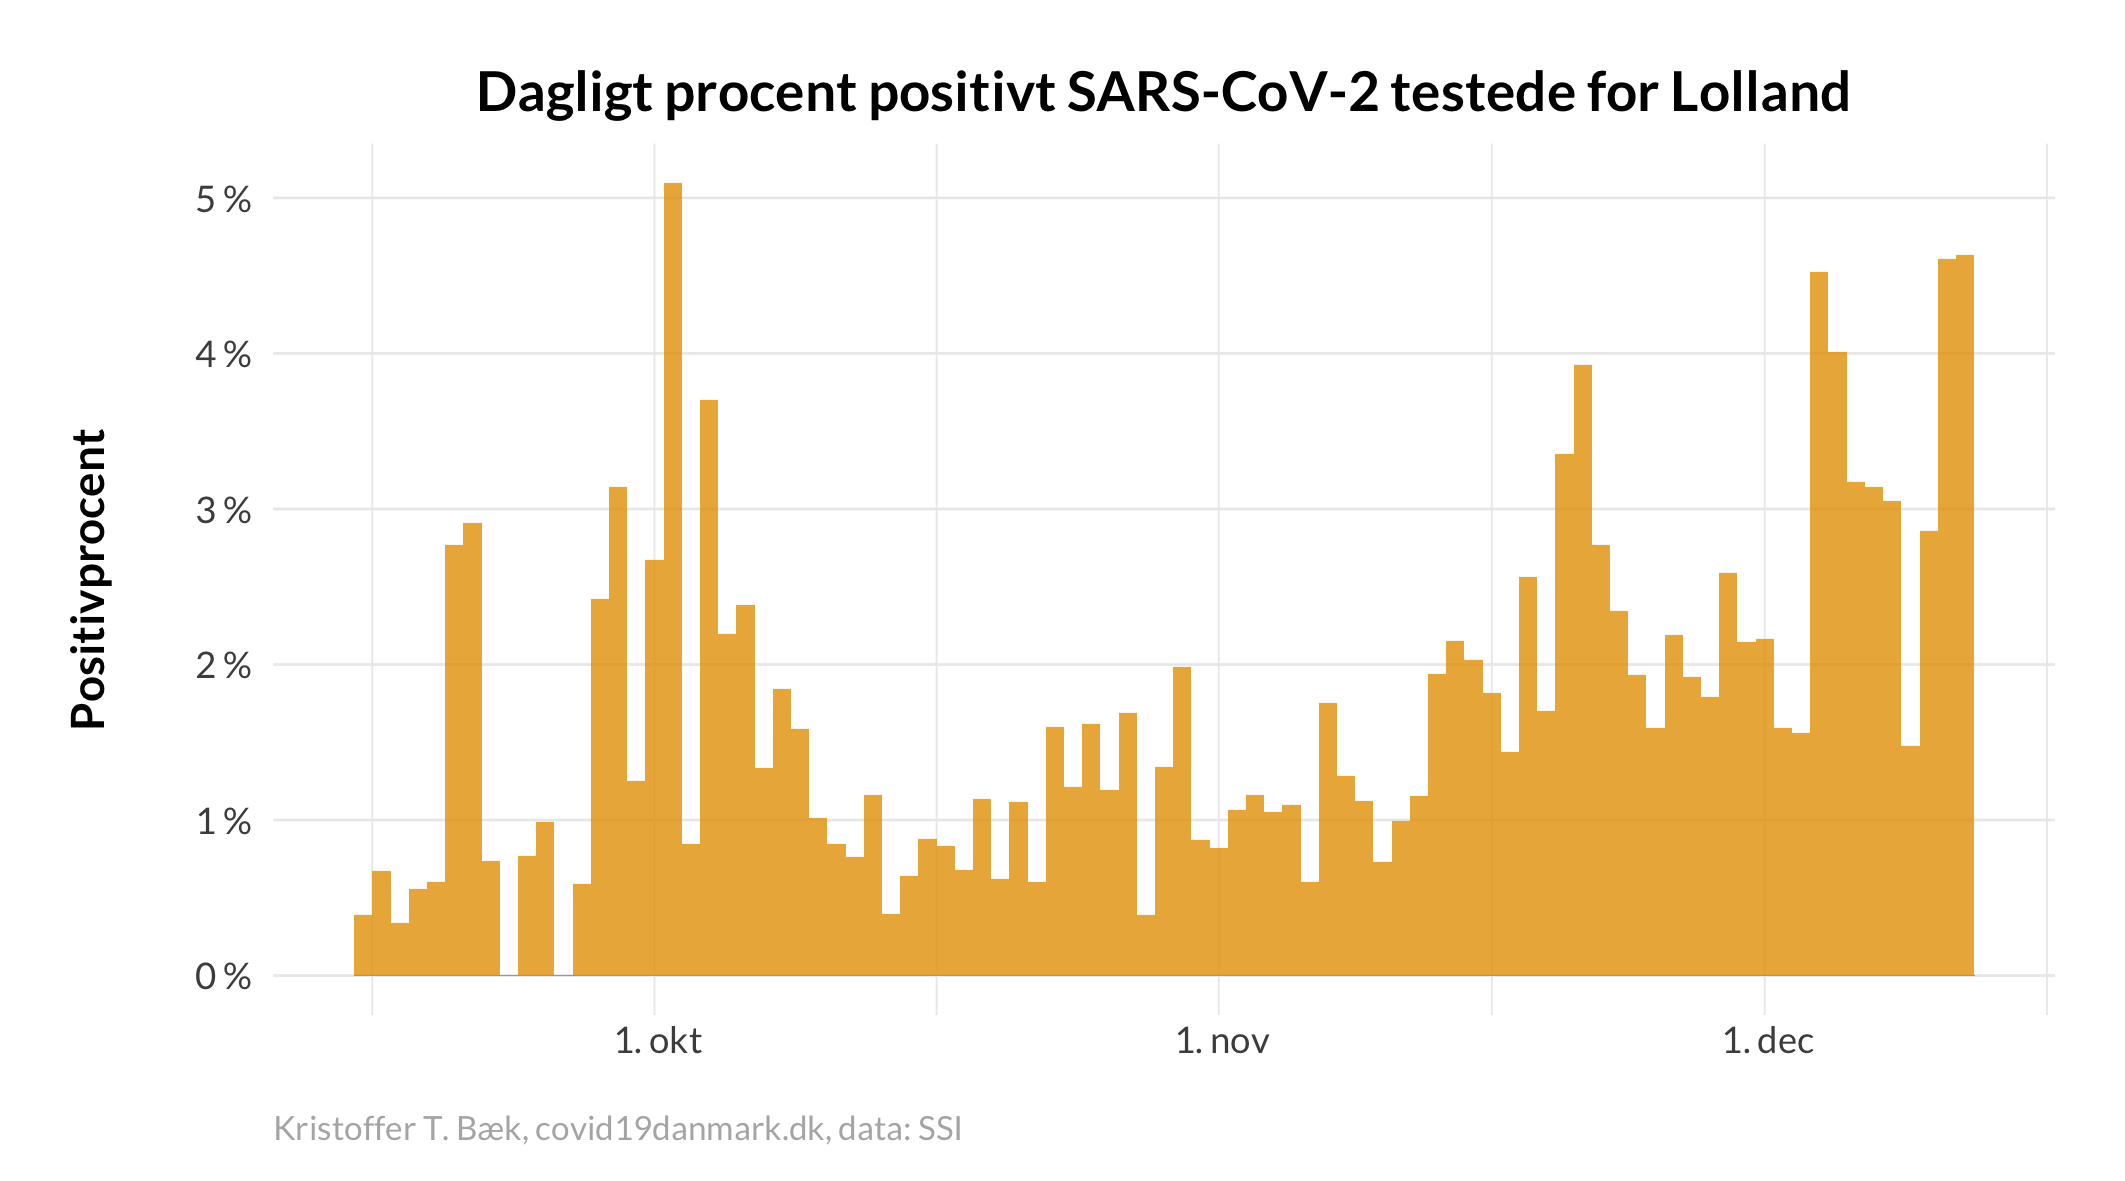 Dagligt procent positivt SARS-CoV-2 testede for Lolland
Positivprocent
5 %
4 %
3 %
2 %
1 %
0 %
1. okt
1. nov
1. dec
Kristoffer T. Bæk, covid19danmark.dk, data: SSI